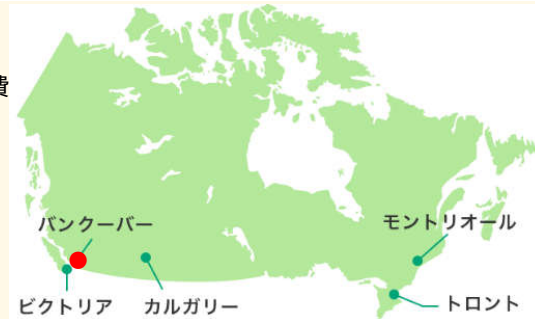 費
バンクーバー
モントリオール
ビクトリア
カルガリー
トロント